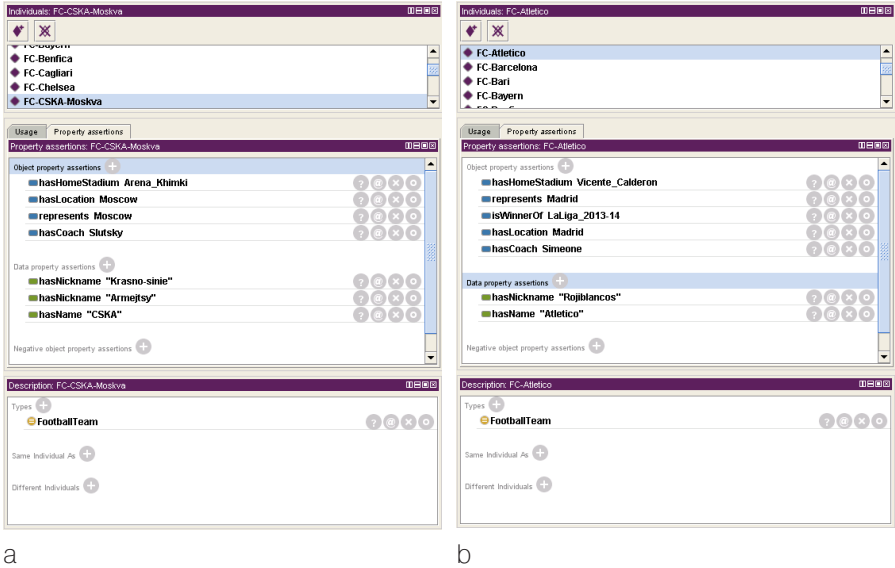 Individuals: FC-CSKA-Moskva
FC-Bayern
FC-Benfica
FC-Cagliari
FC-Chelsea
FC-CSKA-Moskva
Usage Property assertions
Property assertions: FC-CSKA-Moskva
Object property assertions
hasHomeStadium Arena_Khimki
hasLocation Moscow
represents Moscow
hasCoach Slutsky
Data property assertions
hasNickname "Krasno-sinie"
hasNickname "Armejtsy"
hasName "CSKA"
Negative object property assertions
Description: FC-CSKA-Moskva
Types
FootballTeam
Same Individual As
Different Individuals
a
Individuals: FC-Atletico
FC-Atletico
FC-Barcelona
FC-Bari
FC-Bayern
Usage Property assertions
Property assertions: FC-Atletico
Object property assertions
hasHomeStadium Vicente_Calderon
represents Madrid
isWinnerOf LaLiga_2013-14
hasLocation Madrid
hasCoach Simeone
Data property assertions
hasNickname "Rojiblancos"
hasName "Atletico"
Negative object property assertions
Description: FC-Atletico
Types
FootballTeam
Same Individual As
Different Individuals
b